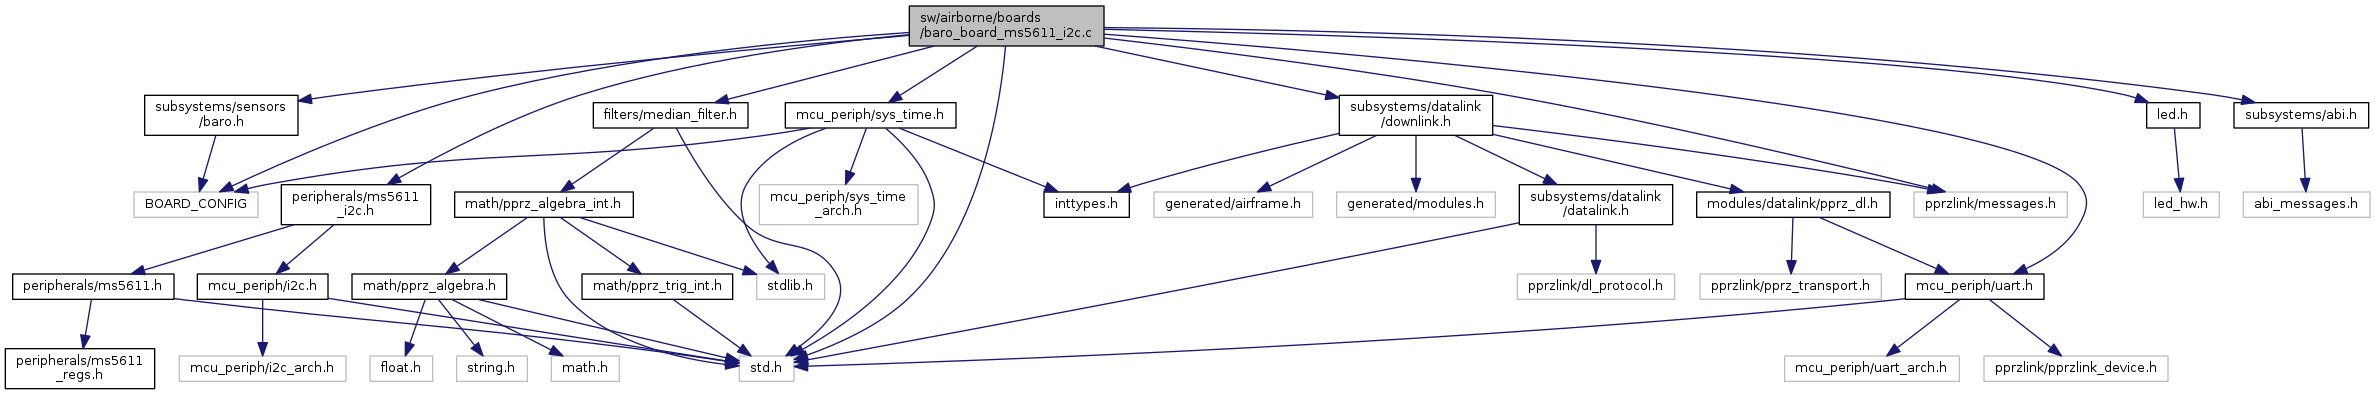 sw/airborne/boards
/baro_board_ms5611_i2c.c
subsystems/sensors
/baro.h
filters/median_filter.h
mcu_periph/sys_time.h
subsystems/datalink
/downlink.h
led.h
subsystems/abi.h
BOARD_CONFIG
peripherals/ms5611
_i2c.h
math/pprz_algebra_int.h
mcu_periph/sys_time
_arch.h
inttypes.h
generated/airframe.h
generated/modules.h
subsystems/datalink
/datalink.h
modules/datalink/pprz_dl.h
pprzlink/messages.h
led_hw.h
abi_messages.h
peripherals/ms5611.h
mcu_periph/i2c.h
math/pprz_algebra.h
math/pprz_trig_int.h
stdlib.h
pprzlink/dl_protocol.h
pprzlink/pprz_transport.h
mcu_periph/uart.h
peripherals/ms5611
_regs.h
mcu_periph/i2c_arch.h
float.h
string.h
math.h
std.h
mcu_periph/uart_arch.h
pprzlink/pprzlink_device.h